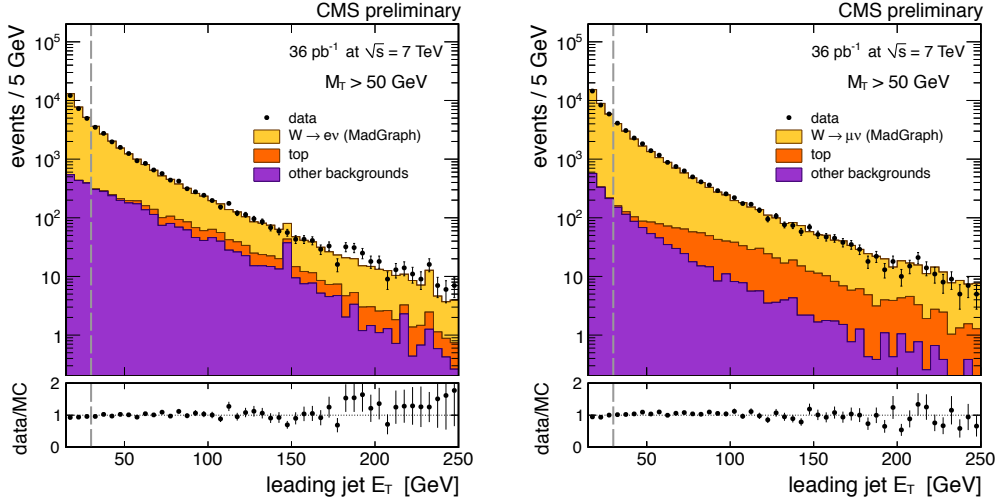 CMS preliminary
events / 5 GeV
10⁵
10⁴
10³
10²
10
1
36 pb⁻¹ at √s = 7 TeV
M_T > 50 GeV
data
W → eν (MadGraph)
top
other backgrounds
data/MC
2
1
0
50 100 150 200 250
leading jet E_T [GeV]
CMS preliminary
events / 5 GeV
10⁵
10⁴
10³
10²
10
1
36 pb⁻¹ at √s = 7 TeV
M_T > 50 GeV
data
W → μν (MadGraph)
top
other backgrounds
data/MC
2
1
0
50 100 150 200 250
leading jet E_T [GeV]